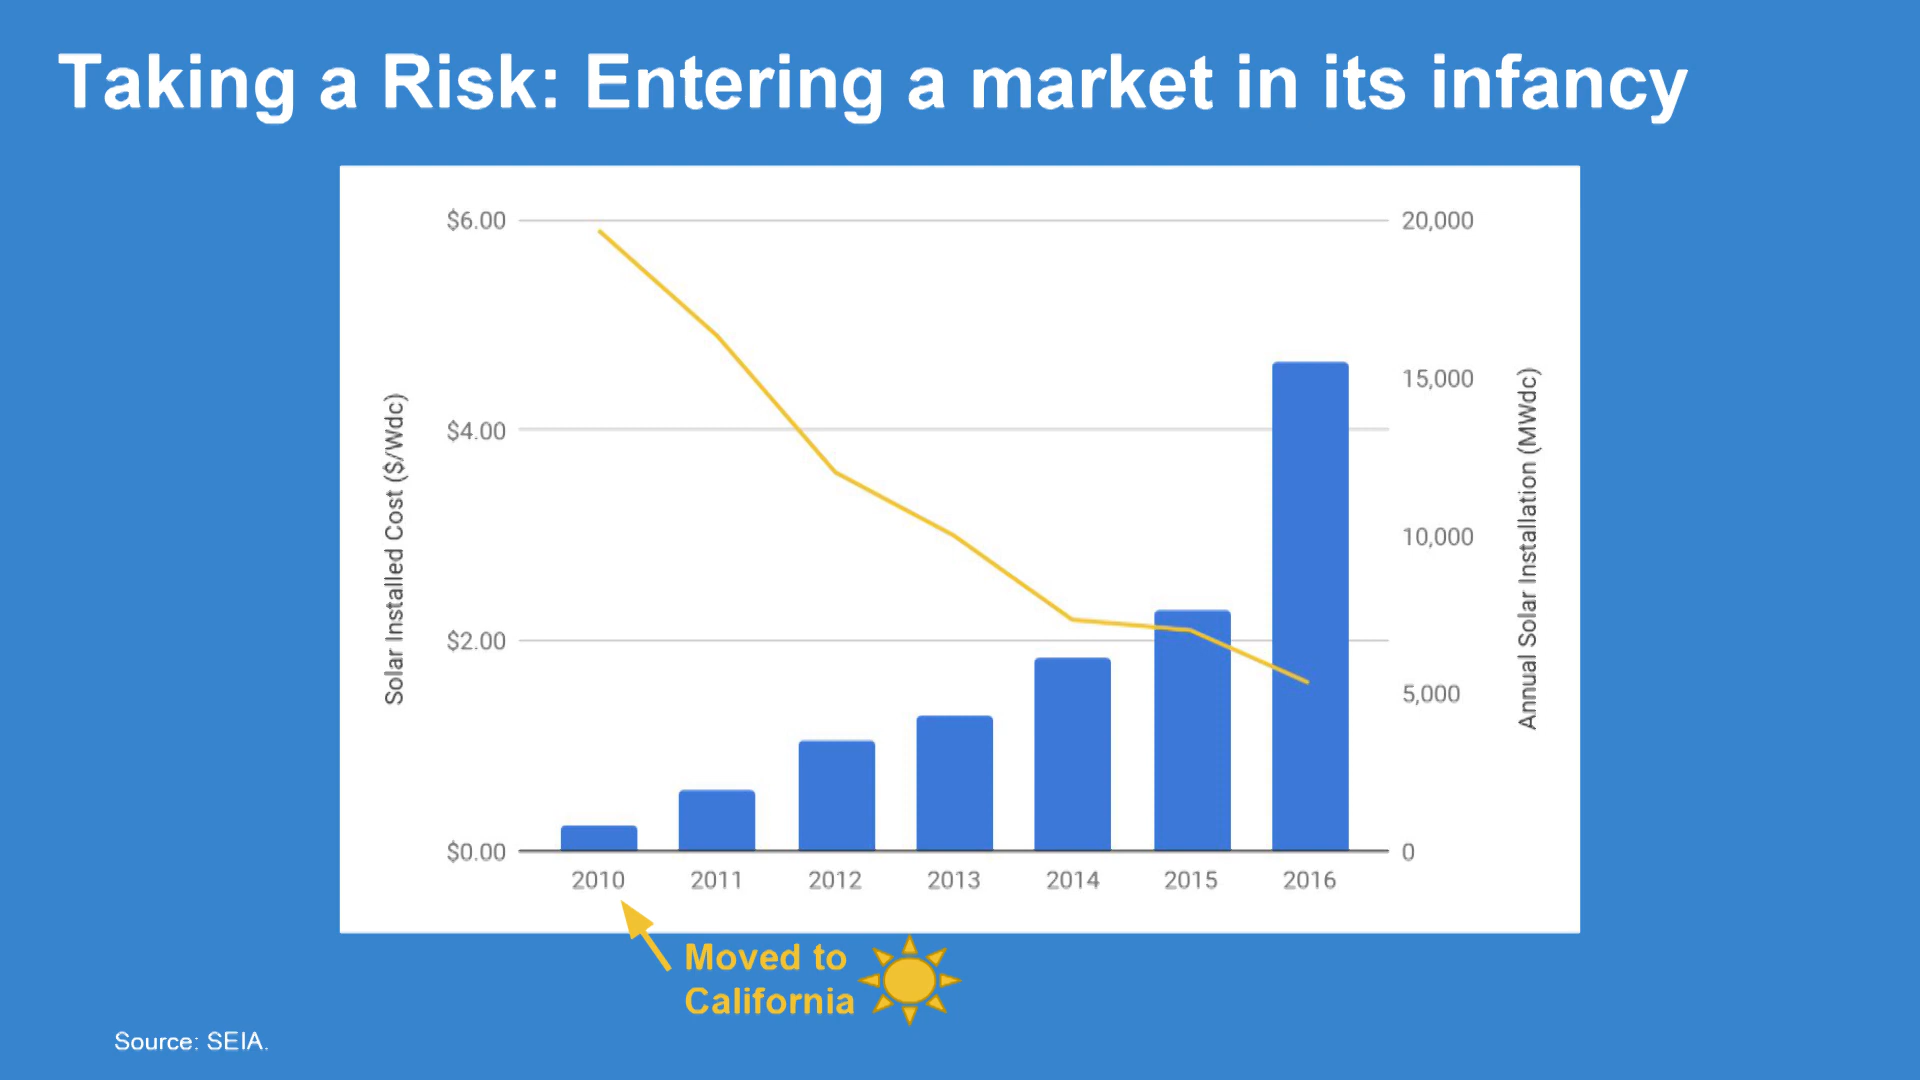 Taking a Risk: Entering a market in its infancy
Solar Installed Cost ($/Wdc)
$6.00
$4.00
$2.00
$0.00
20,000
15,000
10,000
5,000
0
Annual Solar Installation (MWdc)
2010 2011 2012 2013 2014 2015 2016
Moved to
California
Source: SEIA.